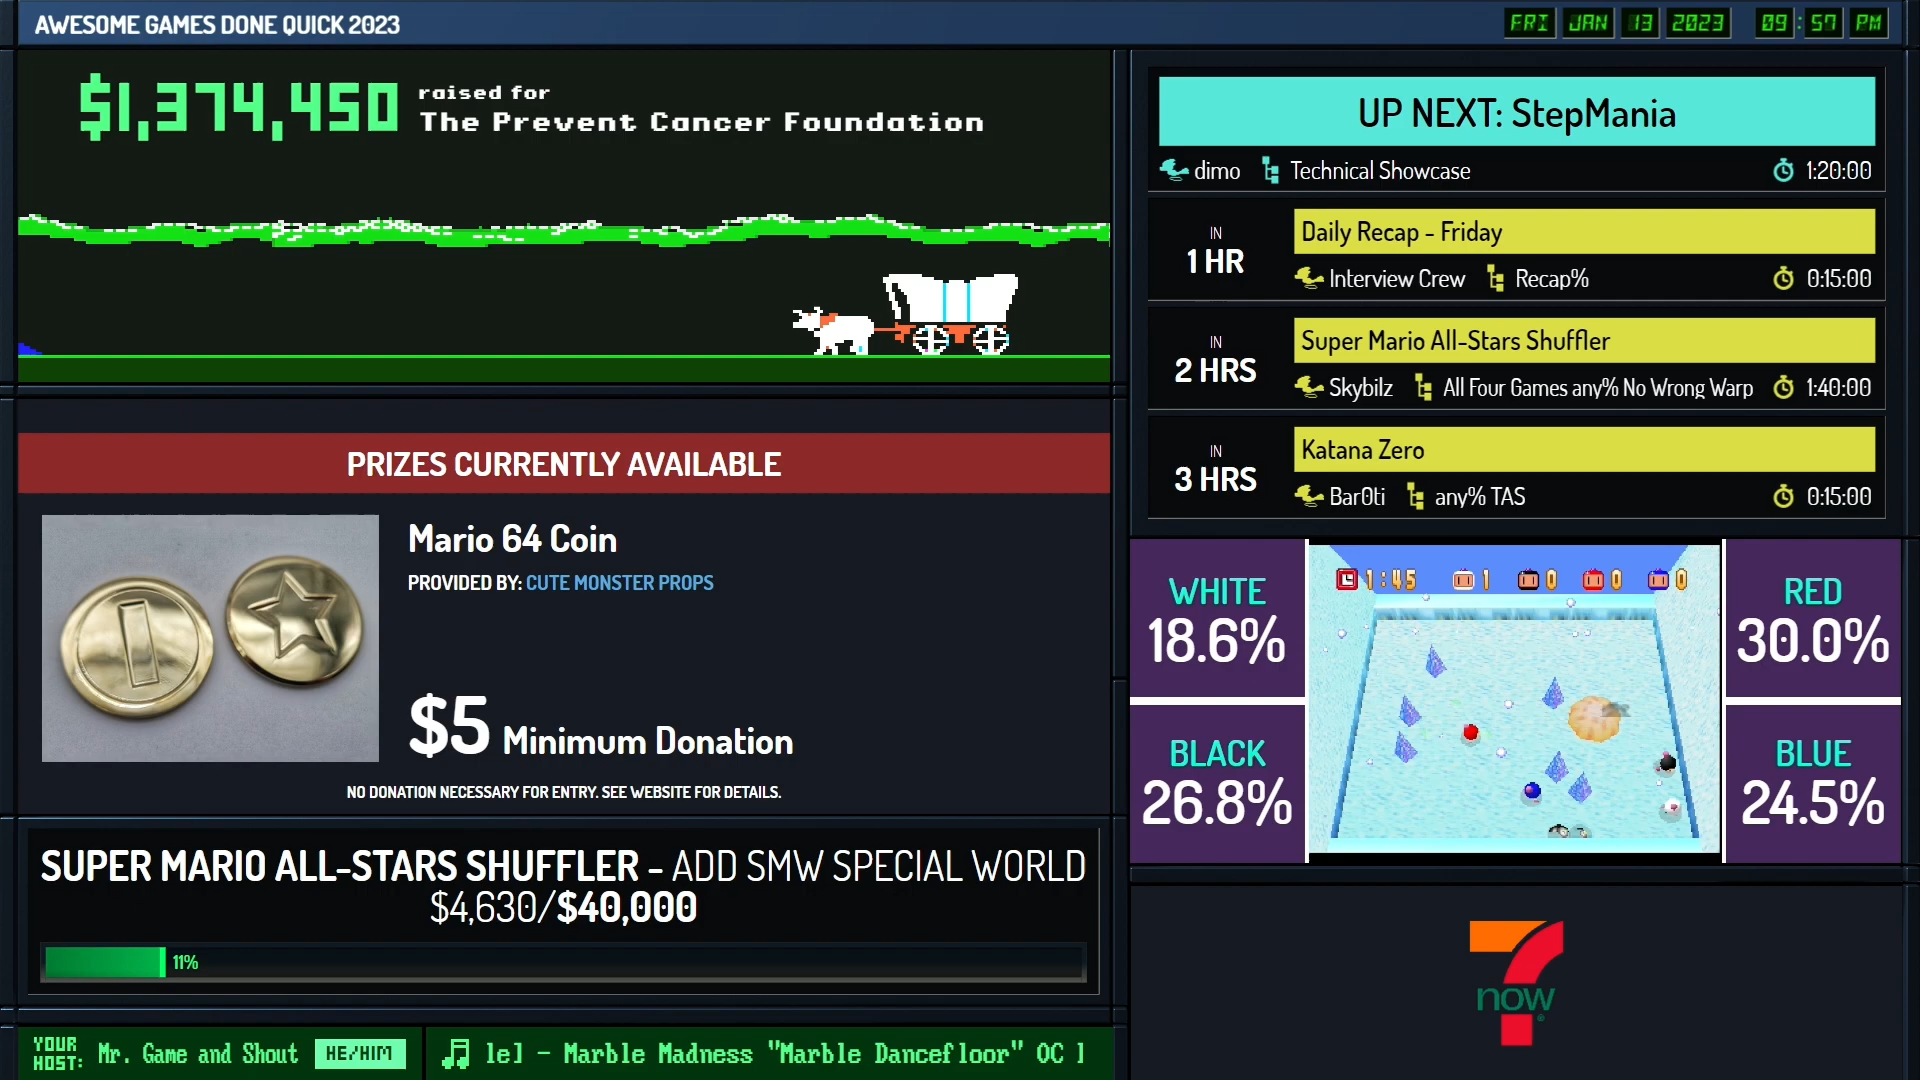 AWESOME GAMES DONE QUICK 2023
FRI JAN 13 2023 09:57 PM
$1,374,450
raised for
The Prevent Cancer Foundation
UP NEXT: StepMania
dimo Technical Showcase 1:20:00
IN
1 HR
Daily Recap - Friday
Interview Crew Recap% 0:15:00
IN
2 HRS
Super Mario All-Stars Shuffler
Skybilz All Four Games any% No Wrong Warp 1:40:00
IN
3 HRS
Katana Zero
Bar0ti any% TAS 0:15:00
PRIZES CURRENTLY AVAILABLE
Mario 64 Coin
PROVIDED BY: CUTE MONSTER PROPS
$5 Minimum Donation
NO DONATION NECESSARY FOR ENTRY. SEE WEBSITE FOR DETAILS.
WHITE
18.6%
BLACK
26.8%
1:45 1 0 0 0
RED
30.0%
BLUE
24.5%
SUPER MARIO ALL-STARS SHUFFLER - ADD SMW SPECIAL WORLD
$4,630/$40,000
11%
7
now
YOUR HOST: Mr. Game and Shout HE/HIM
le] - Marble Madness "Marble Dancefloor" OC